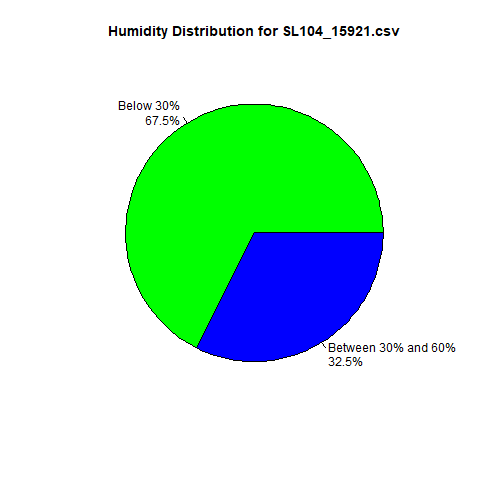 Humidity Distribution for SL104_15921.csv
Below 30%
67.5%
Between 30% and 60%
32.5%